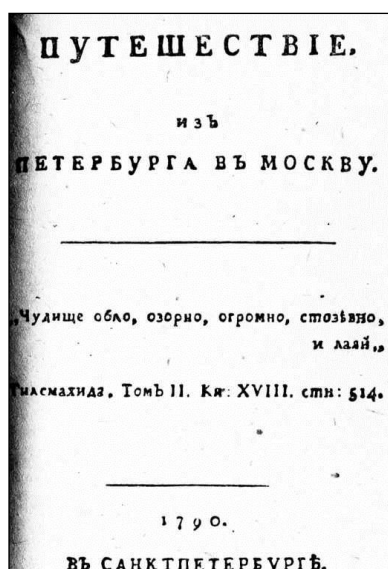 ПУТЕШЕСТВІЕ.
изЪ
ПЕТЕРБУРГА ВЪ МОСКВУ.
„Чудище обло, озорно, огромно, стозѣвно,
и лаяй„
Тилемахида, ТомЪ II. Кн: XVIII. сти: 514.
1790.
ВЪ САНКТПЕТЕРБУРГѢ.